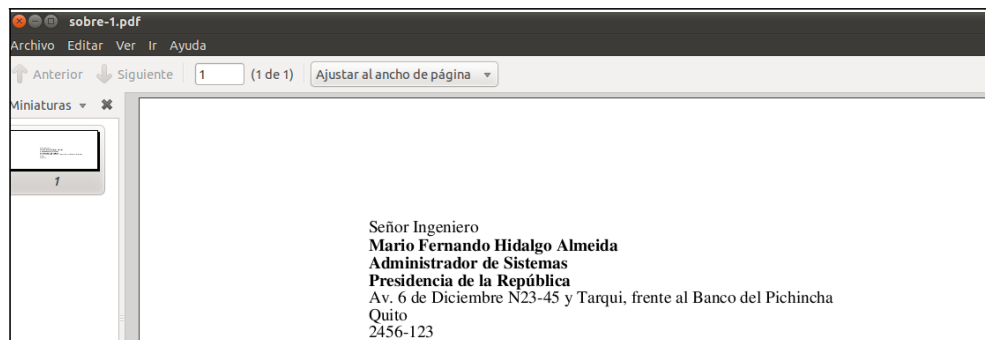 sobre-1.pdf
Archivo Editar Ver Ir Ayuda
Anterior Siguiente 1 (1 de 1) Ajustar al ancho de página
Miniaturas
1
Señor Ingeniero
Mario Fernando Hidalgo Almeida
Administrador de Sistemas
Presidencia de la República
Av. 6 de Diciembre N23-45 y Tarqui, frente al Banco del Pichincha
Quito
2456-123